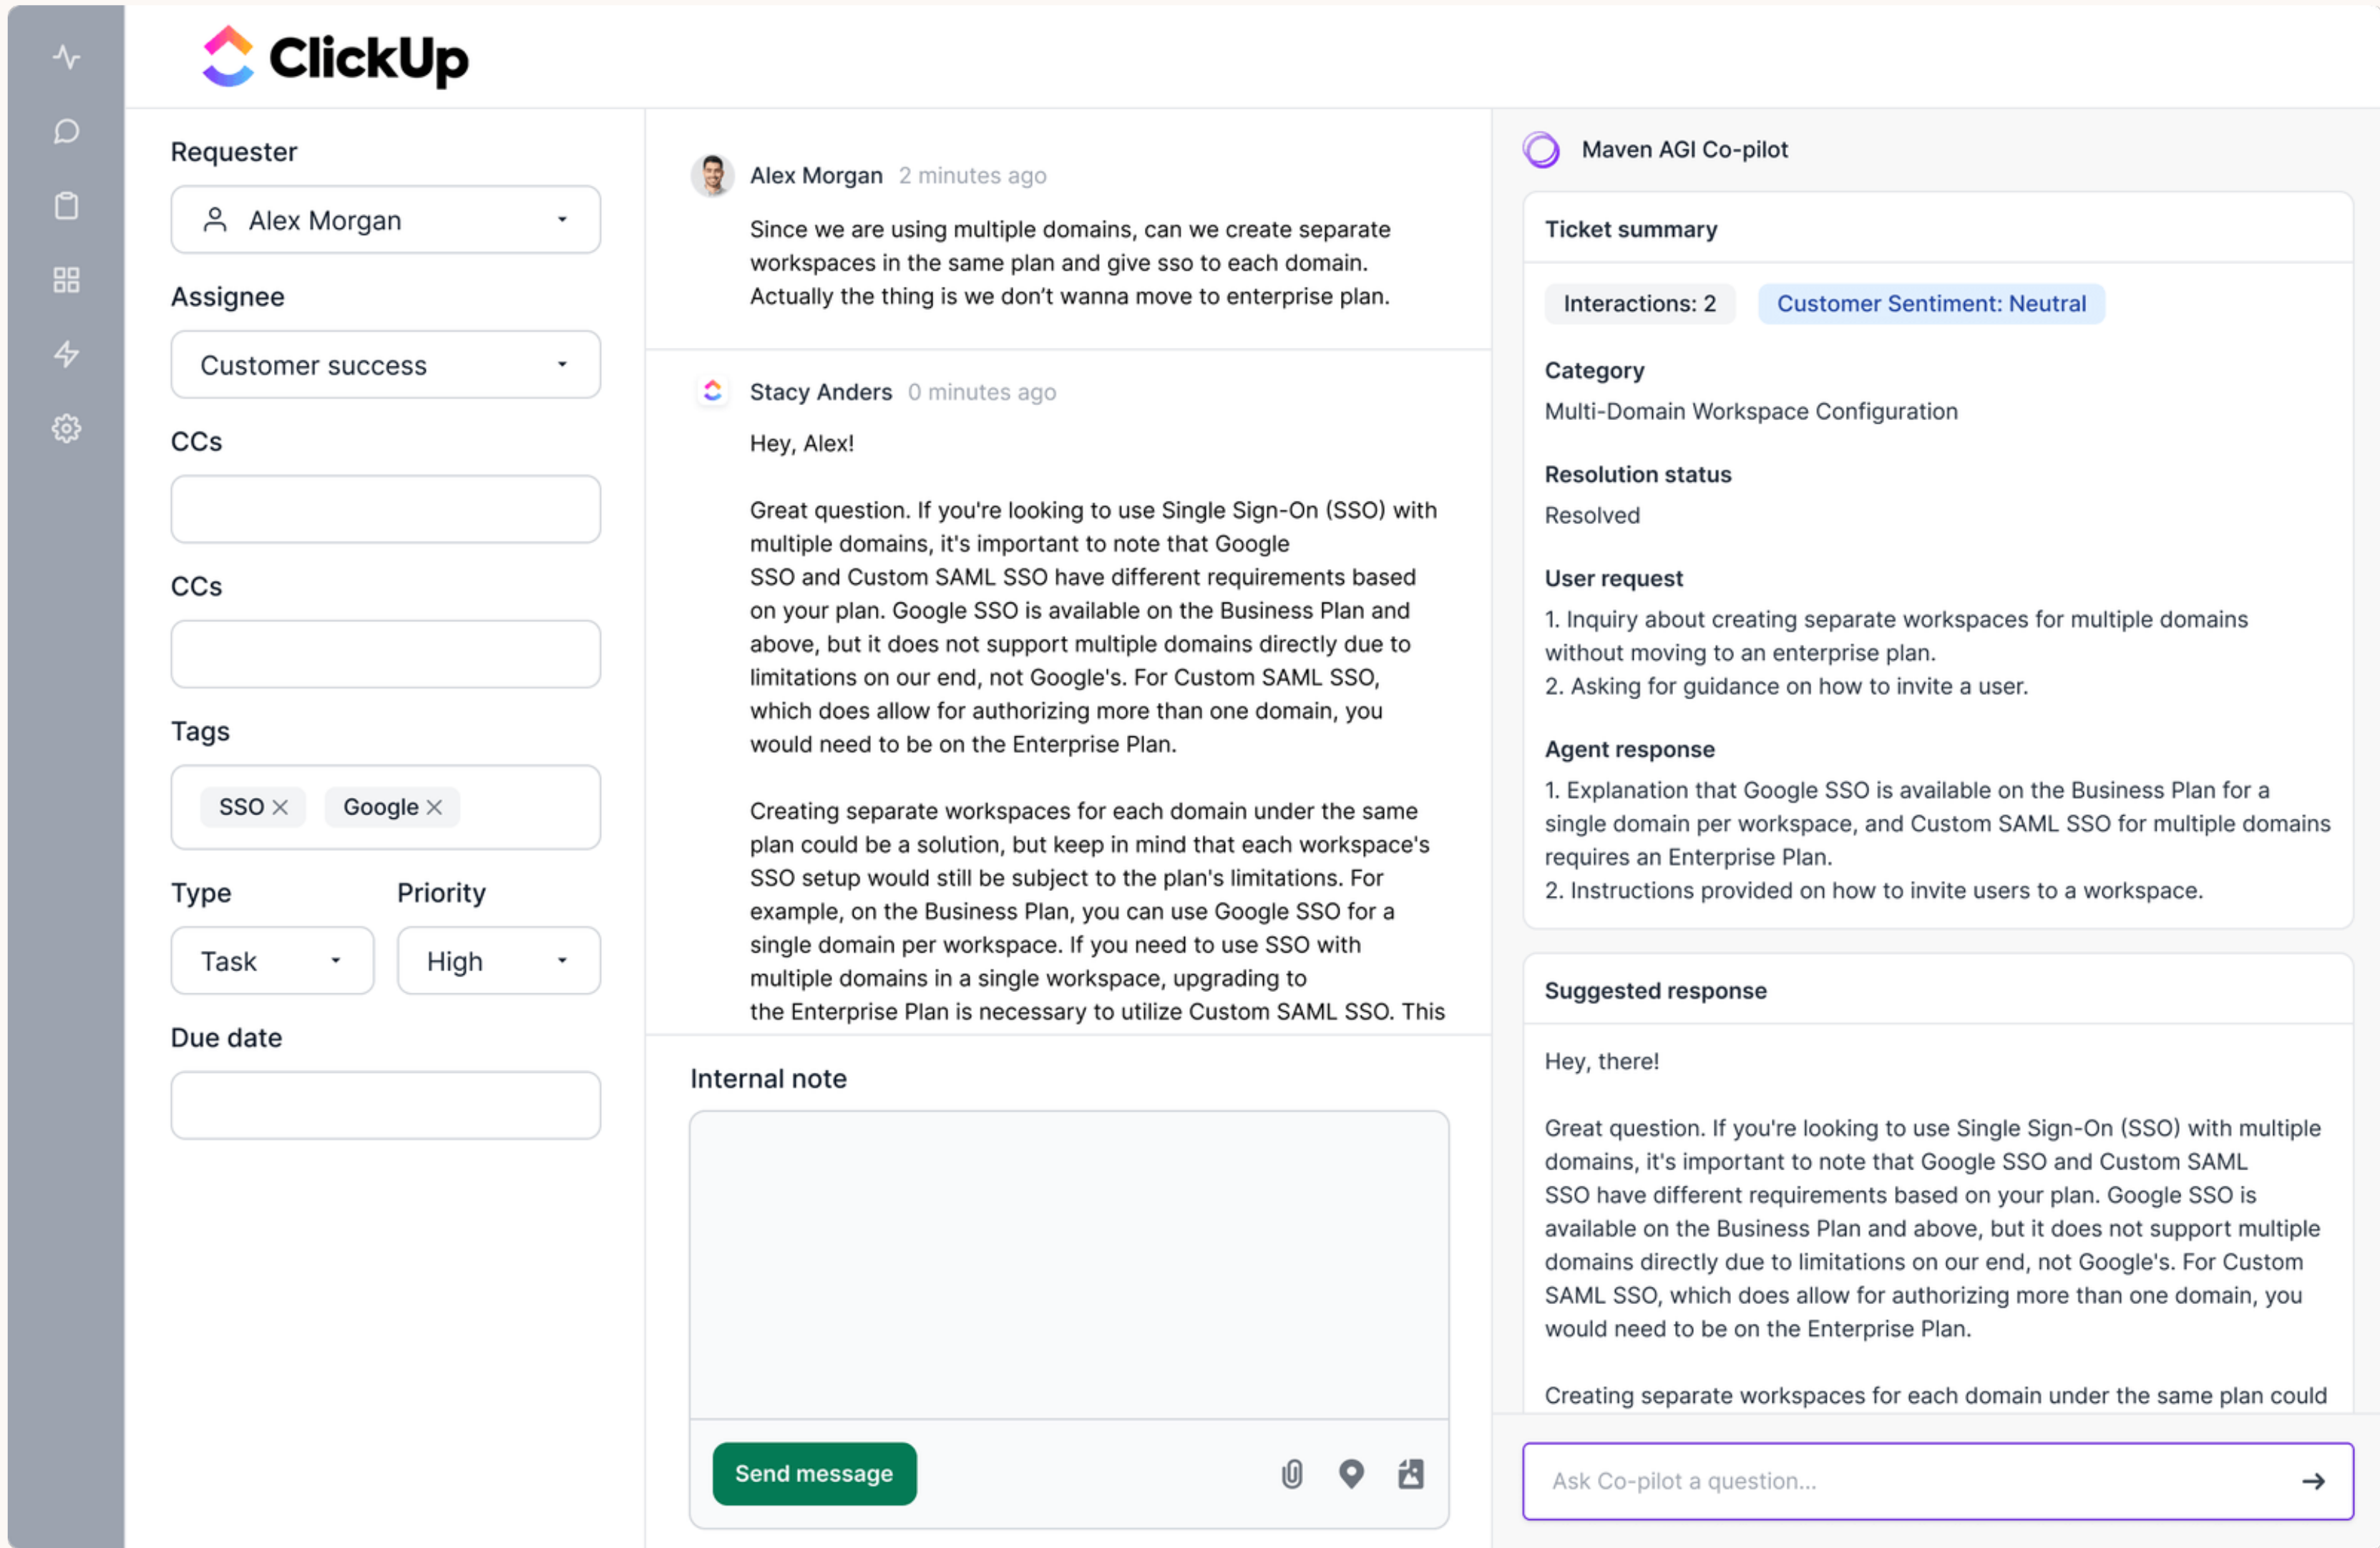 ClickUp
Requester
Alex Morgan
Assignee
Customer success
CCs
CCs
Tags
SSO
Google
Type
Priority
Task
High
Due date
Alex Morgan 2 minutes ago
Since we are using multiple domains, can we create separate
workspaces in the same plan and give sso to each domain.
Actually the thing is we don’t wanna move to enterprise plan.
Stacy Anders 0 minutes ago
Hey, Alex!
Great question. If you're looking to use Single Sign-On (SSO) with
multiple domains, it's important to note that Google
SSO and Custom SAML SSO have different requirements based
on your plan. Google SSO is available on the Business Plan and
above, but it does not support multiple domains directly due to
limitations on our end, not Google's. For Custom SAML SSO,
which does allow for authorizing more than one domain, you
would need to be on the Enterprise Plan.
Creating separate workspaces for each domain under the same
plan could be a solution, but keep in mind that each workspace's
SSO setup would still be subject to the plan's limitations. For
example, on the Business Plan, you can use Google SSO for a
single domain per workspace. If you need to use SSO with
multiple domains in a single workspace, upgrading to
the Enterprise Plan is necessary to utilize Custom SAML SSO. This
Internal note
Send message
Maven AGI Co-pilot
Ticket summary
Interactions: 2
Customer Sentiment: Neutral
Category
Multi-Domain Workspace Configuration
Resolution status
Resolved
User request
1. Inquiry about creating separate workspaces for multiple domains
without moving to an enterprise plan.
2. Asking for guidance on how to invite a user.
Agent response
1. Explanation that Google SSO is available on the Business Plan for a
single domain per workspace, and Custom SAML SSO for multiple domains
requires an Enterprise Plan.
2. Instructions provided on how to invite users to a workspace.
Suggested response
Hey, there!
Great question. If you're looking to use Single Sign-On (SSO) with multiple
domains, it's important to note that Google SSO and Custom SAML
SSO have different requirements based on your plan. Google SSO is
available on the Business Plan and above, but it does not support multiple
domains directly due to limitations on our end, not Google's. For Custom
SAML SSO, which does allow for authorizing more than one domain, you
would need to be on the Enterprise Plan.
Creating separate workspaces for each domain under the same plan could
Ask Co-pilot a question...